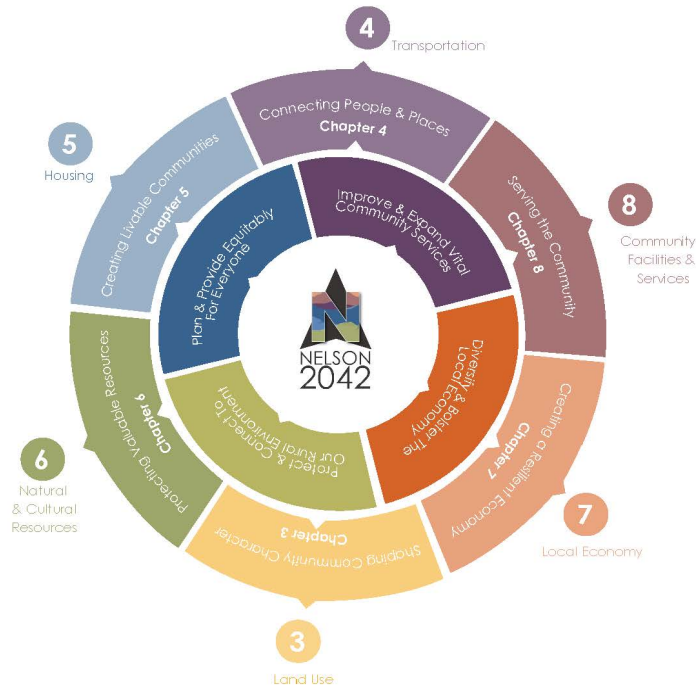 4
Transportation
Connecting People & Places
Chapter 4
5
Housing
Creating Livable Communities
Chapter 5
8
Community
Facilities &
Services
Serving the Community
Chapter 8
Plan & Provide Equitably
For Everyone
Improve & Expand Vital
Community Services
NELSON
2042
Diversify & Bolster The
Local Economy
Protect & Connect To
Our Rural Environment
6
Natural
& Cultural
Resources
Protecting Valuable Resources
Chapter 6
Creating a Resilient Economy
Chapter 7
7
Local Economy
Chapter 3
Shaping Community Character
3
Land Use